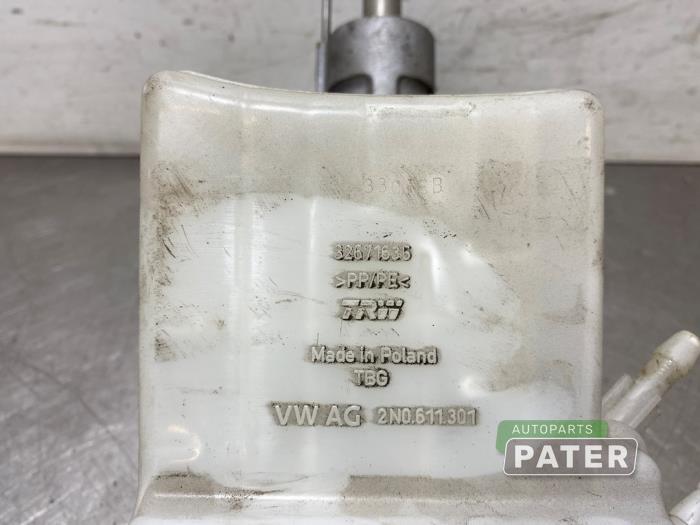 32671635
>PP/PE<
TRW
Made in Poland
TBG
VW AG 2N0.611.301
AUTOPARTS
PATER